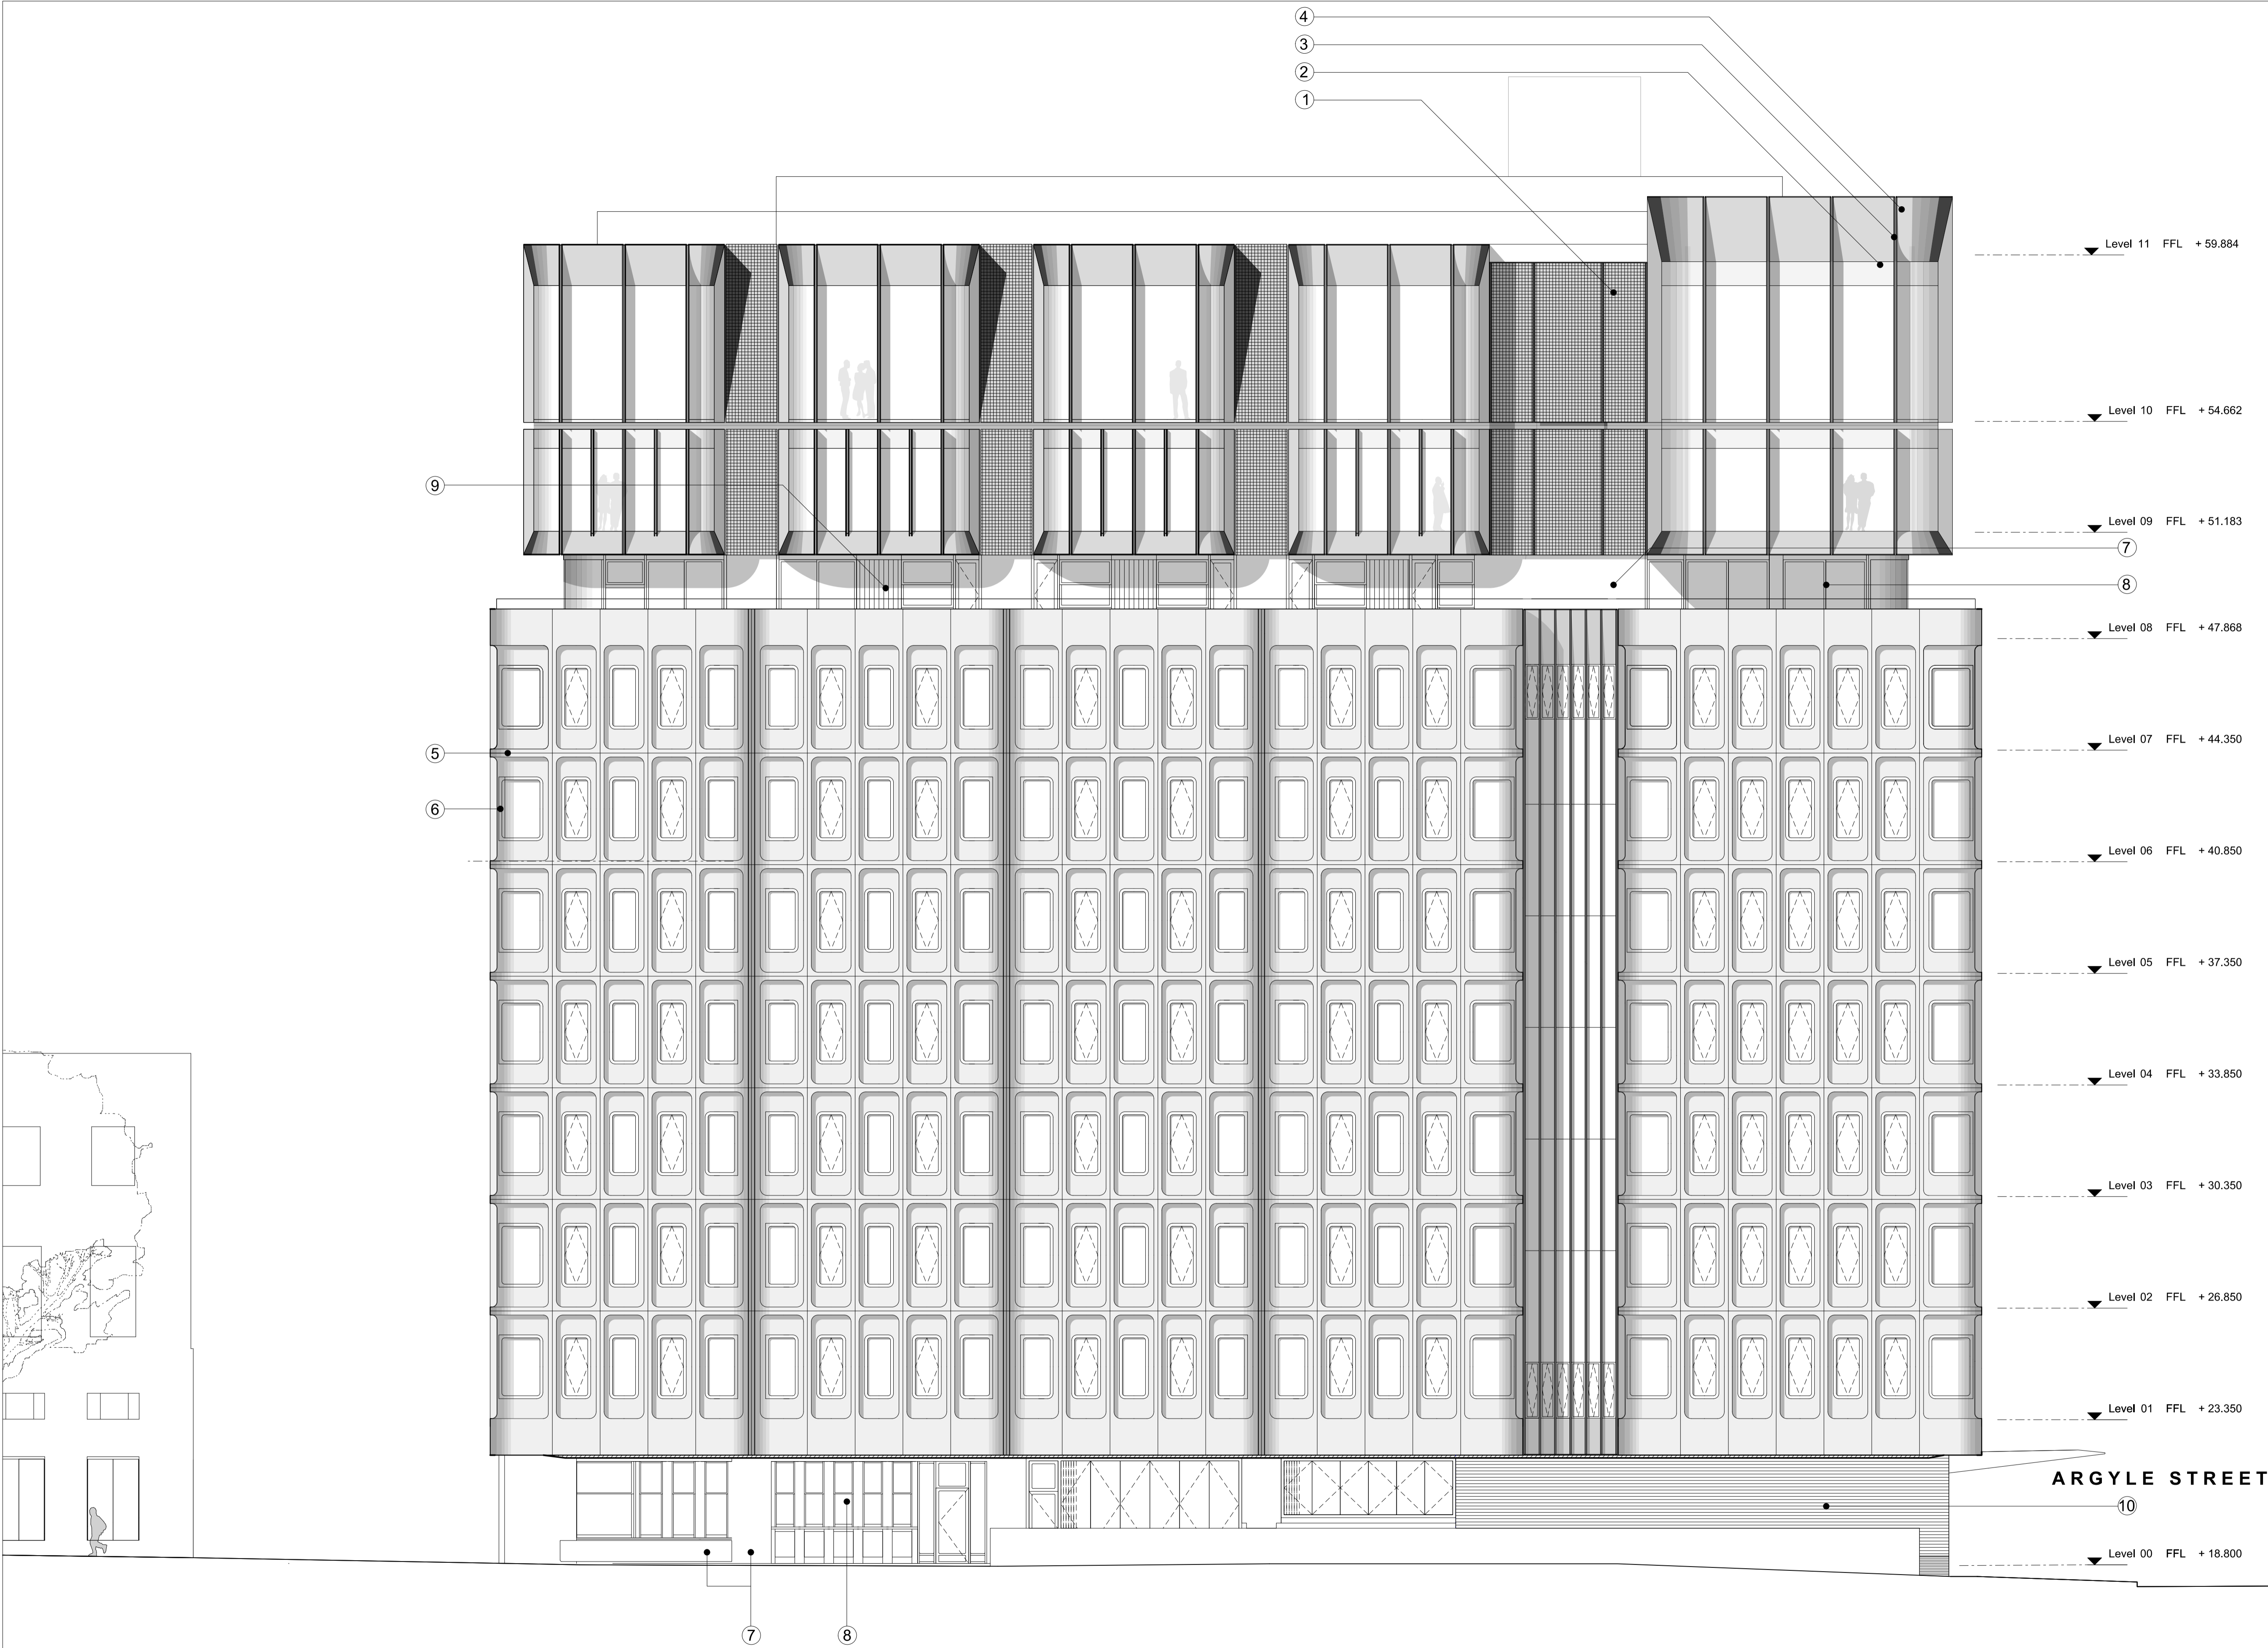 4
3
2
1
Level 11 FFL + 59.884
Level 10 FFL + 54.662
9
Level 09 FFL + 51.183
7
8
Level 08 FFL + 47.868
5
Level 07 FFL + 44.350
6
Level 06 FFL + 40.850
Level 05 FFL + 37.350
Level 04 FFL + 33.850
Level 03 FFL + 30.350
Level 02 FFL + 26.850
Level 01 FFL + 23.350
ARGYLE STREET
10
Level 00 FFL + 18.800
7 8